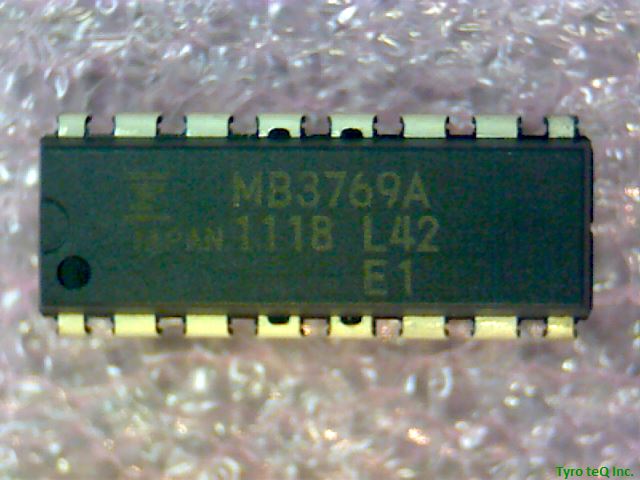 MB3769A
JAPAN 1118 L42
E1
Tyro teQ Inc.